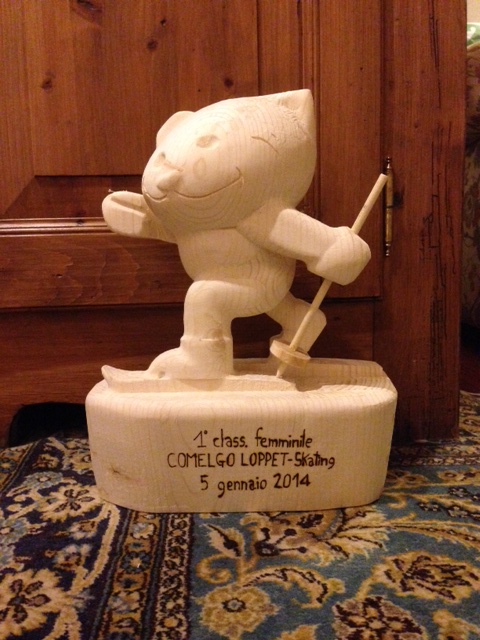 1° class. femminile
COMELGO LOPPET-Skating
5 gennaio 2014